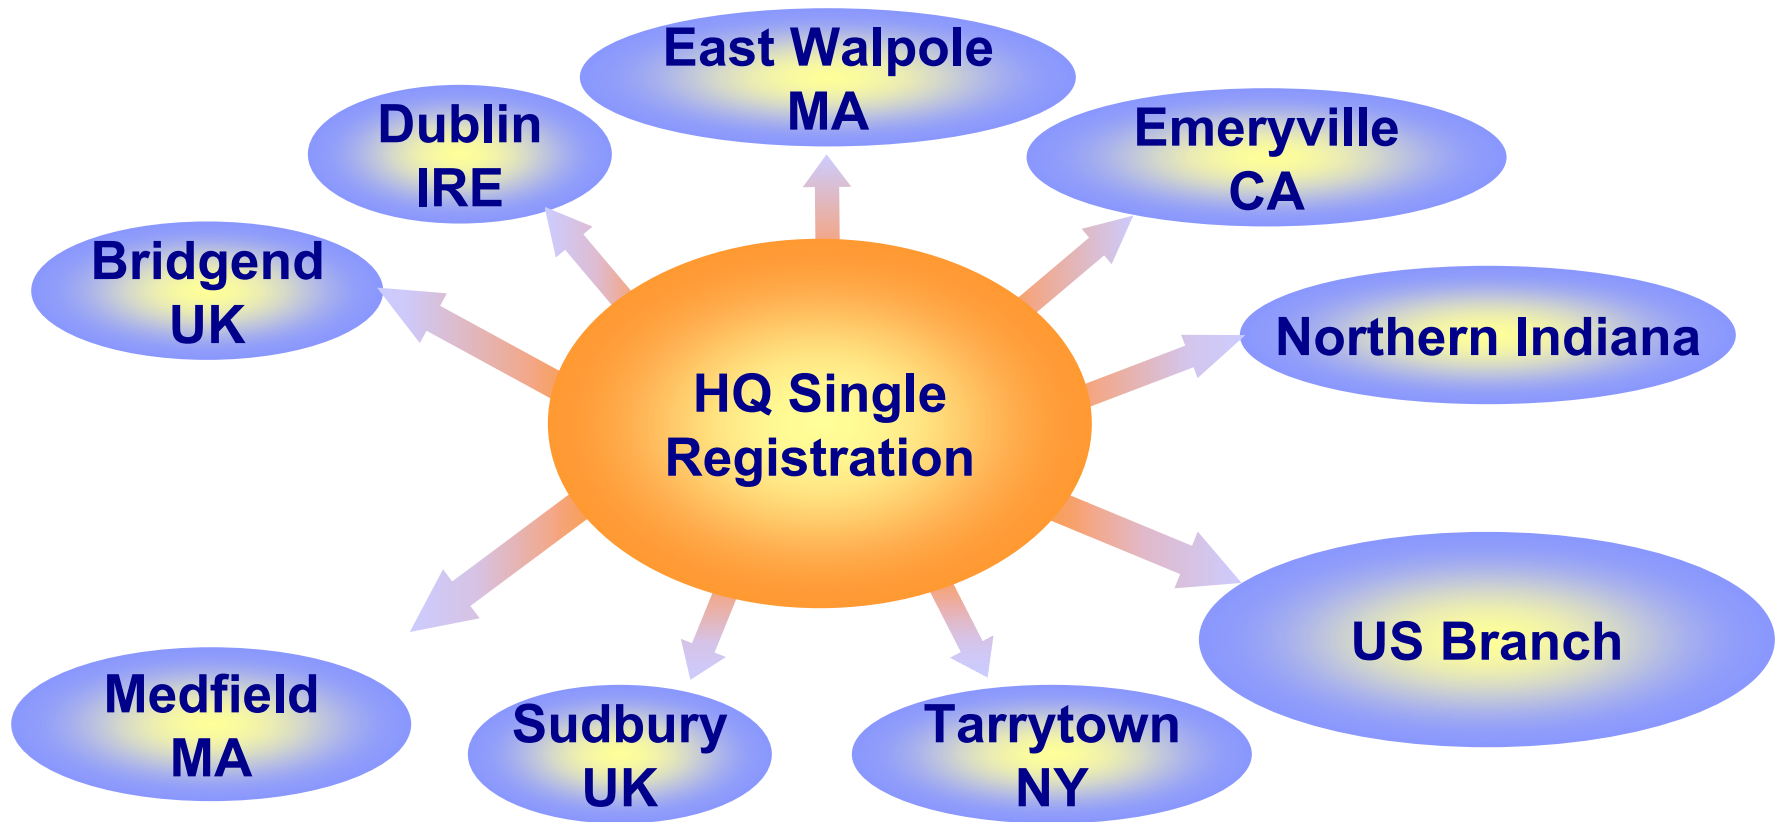 East Walpole
MA
Dublin
IRE
Emeryville
CA
Bridgend
UK
Northern Indiana
HQ Single
Registration
US Branch
Medfield
MA
Sudbury
UK
Tarrytown
NY